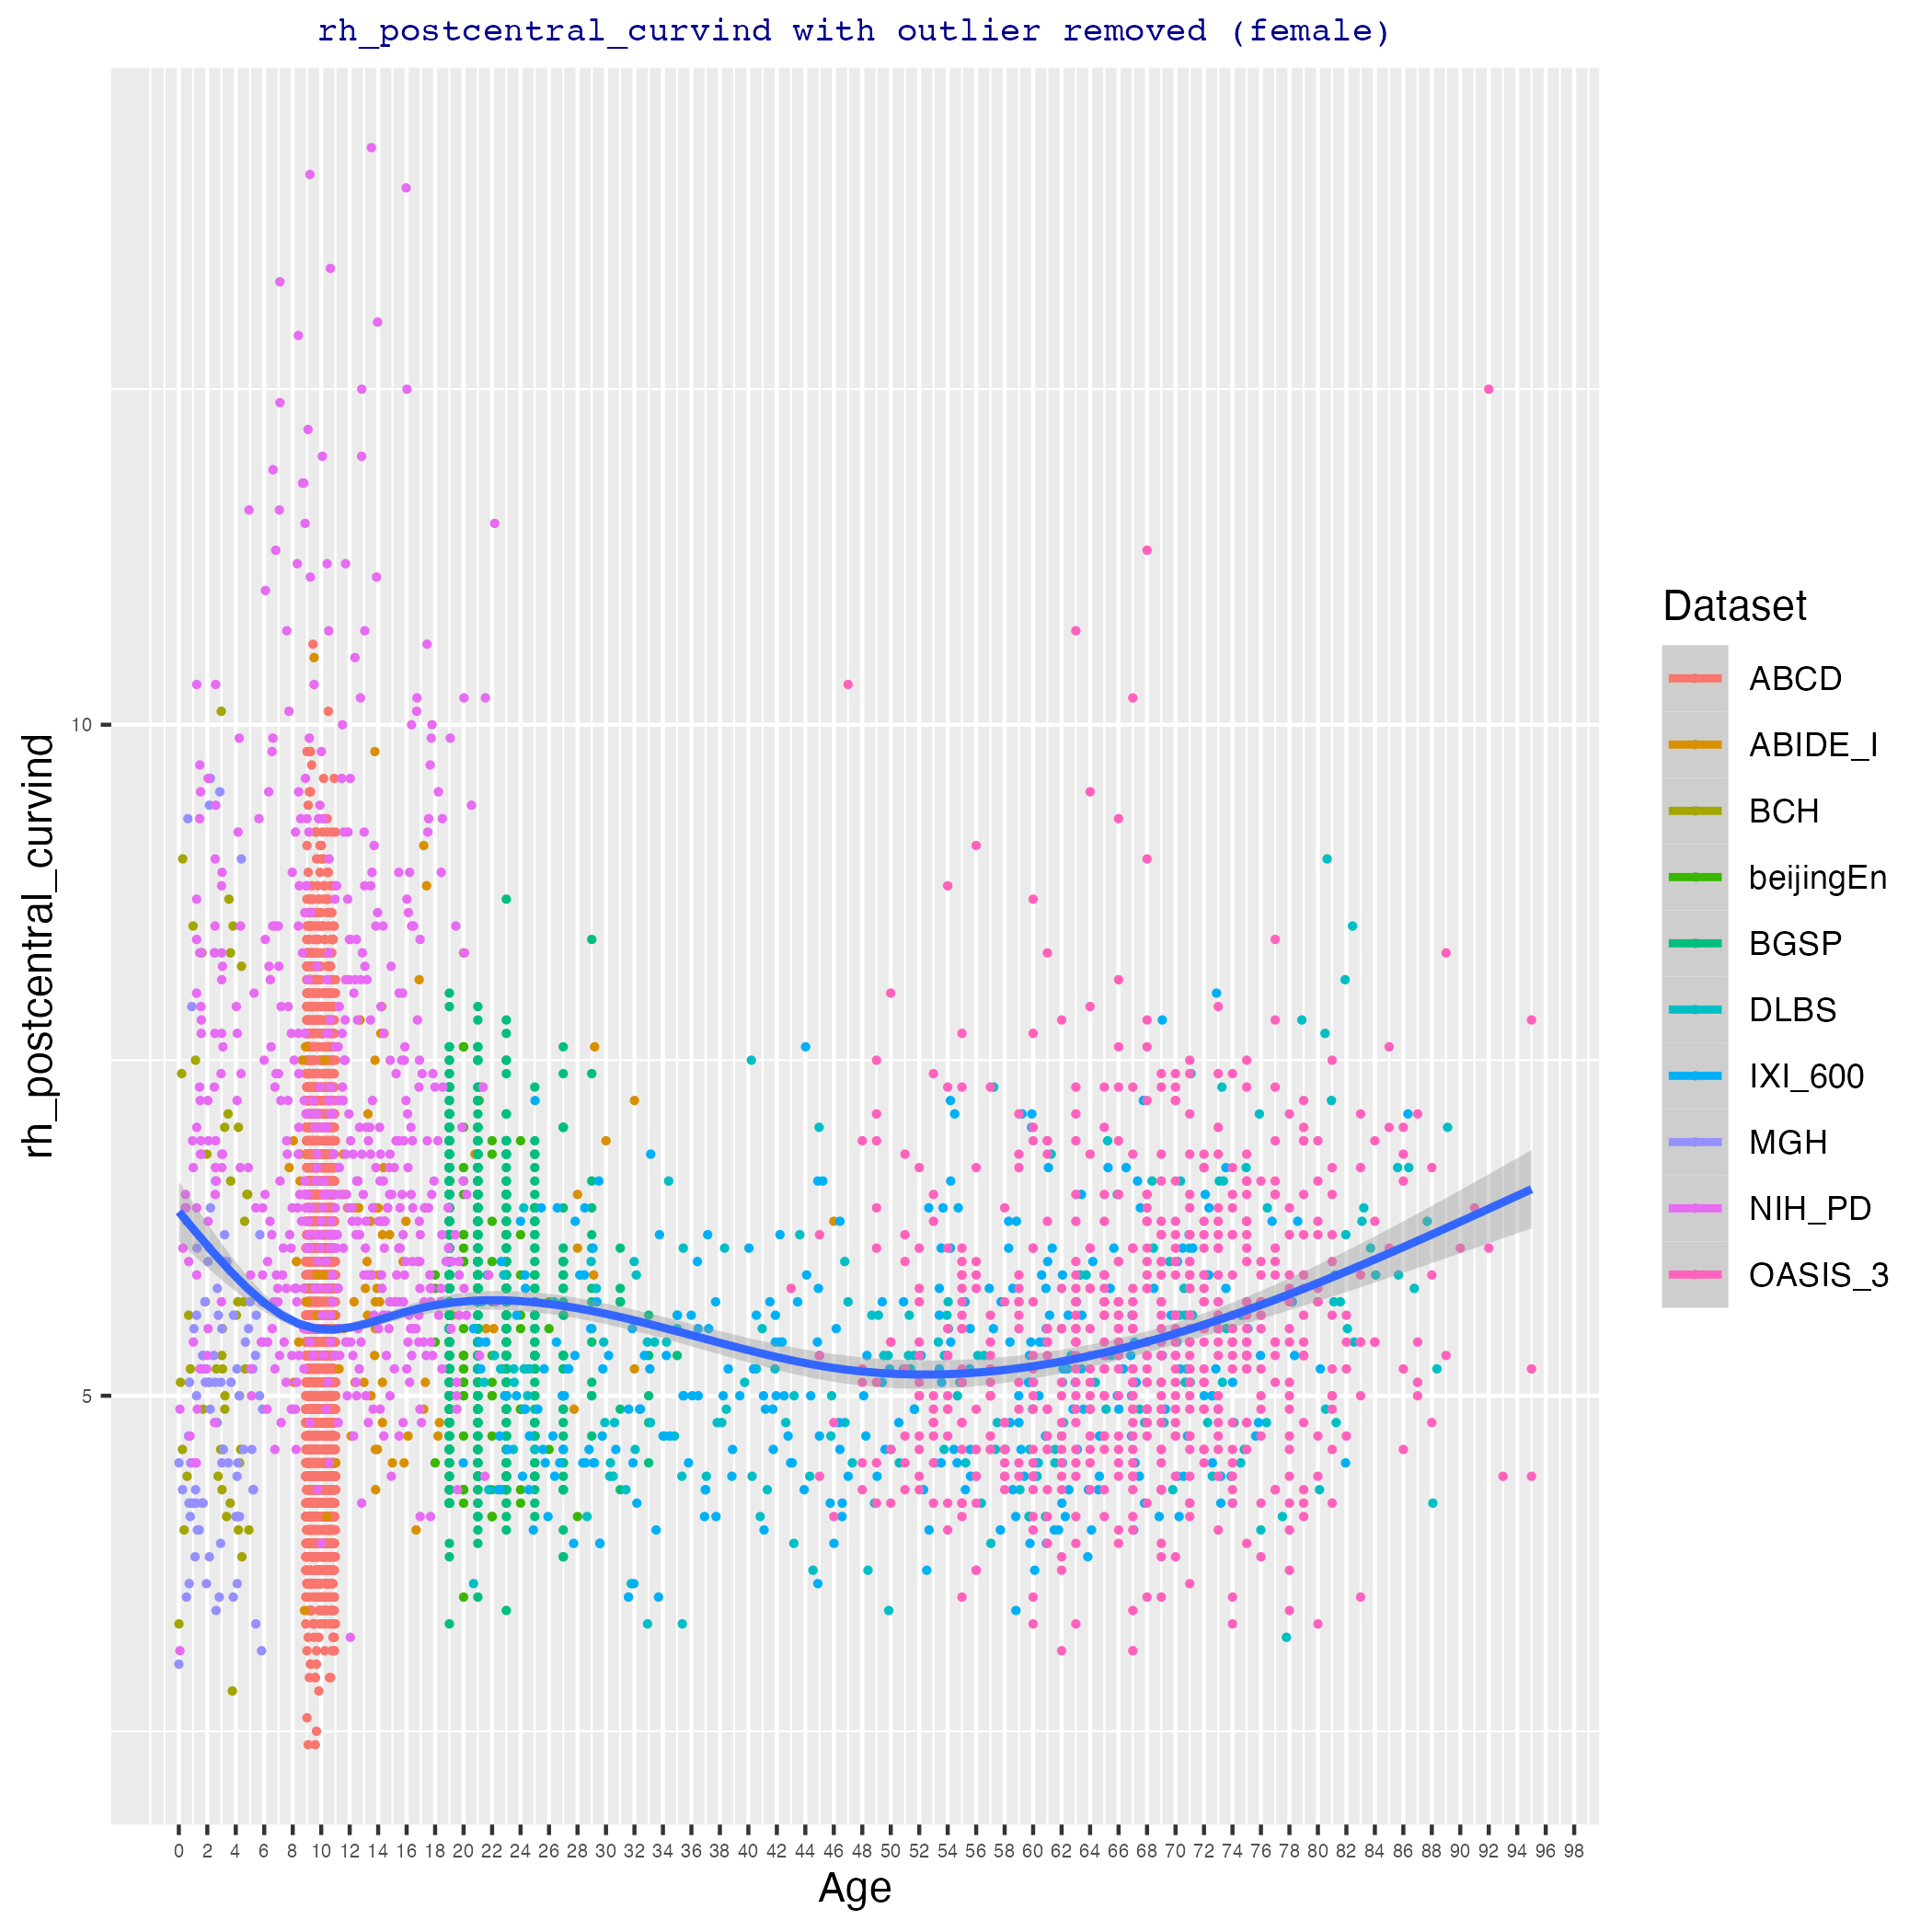 rh_postcentral_curvind with outlier removed (female)
rh_postcentral_curvind
10
5
0 2 4 6 8 10 12 14 16 18 20 22 24 26 28 30 32 34 36 38 40 42 44 46 48 50 52 54 56 58 60 62 64 66 68 70 72 74 76 78 80 82 84 86 88 90 92 94 96 98
Age
Dataset
ABCD
ABIDE_I
BCH
beijingEn
BGSP
DLBS
IXI_600
MGH
NIH_PD
OASIS_3